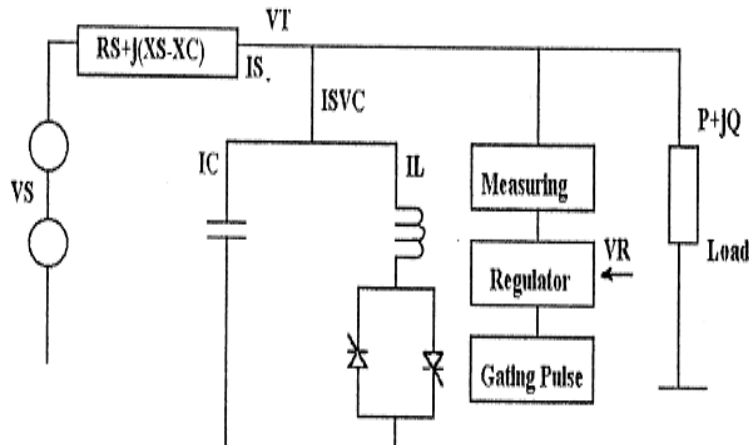 VT
RS+j(XS-XC)
IS.
ISVC
P+jQ
IC
IL
Measuring
VS
VR
Load
Regulator
Gating Pulse